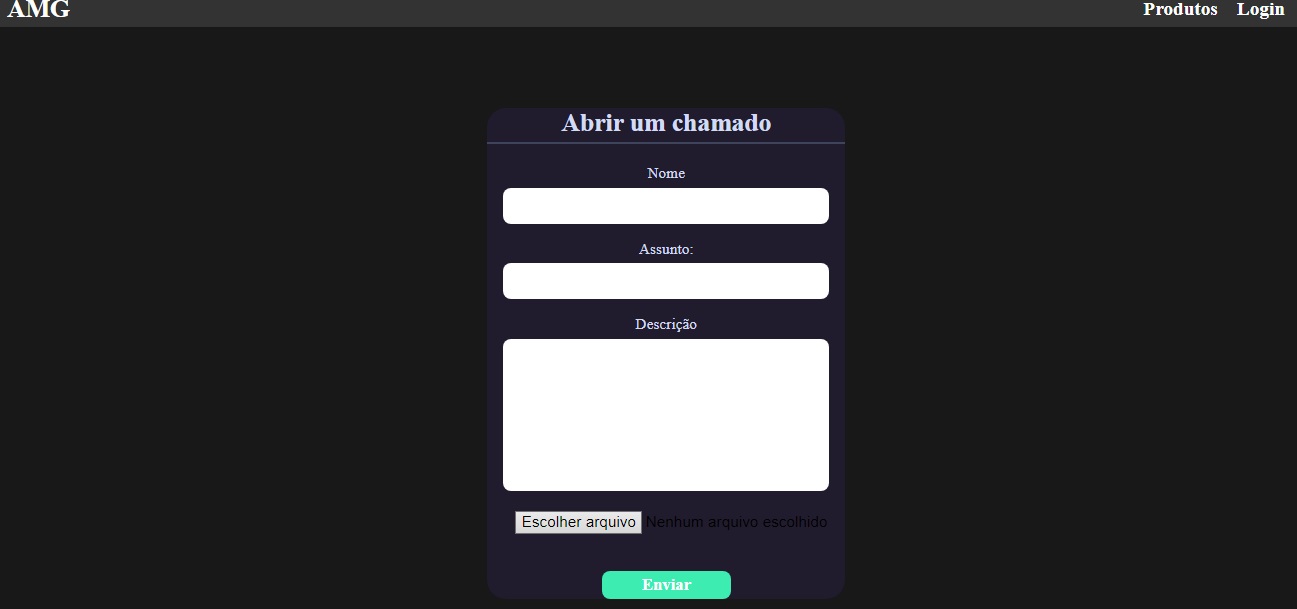 AMG Produtos Login
Abrir um chamado
Nome
Assunto:
Descrição
Escolher arquivo Nenhum arquivo escolhido
Enviar